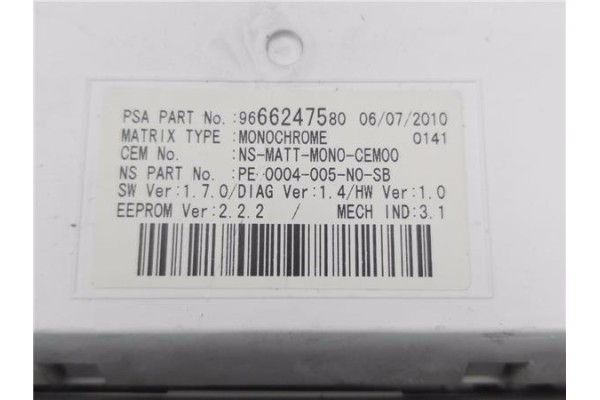 PSA PART No.:9666247580 06/07/2010
MATRIX TYPE :MONOCHROME 0141
CEM No. :NS-MATT-MONO-CEM00
NS PART No. :PE-0004-005-N0-SB
SW Ver:1.7.0/DIAG Ver:1.4/HW Ver:1.0
EEPROM Ver:2.2.2 / MECH IND:3.1